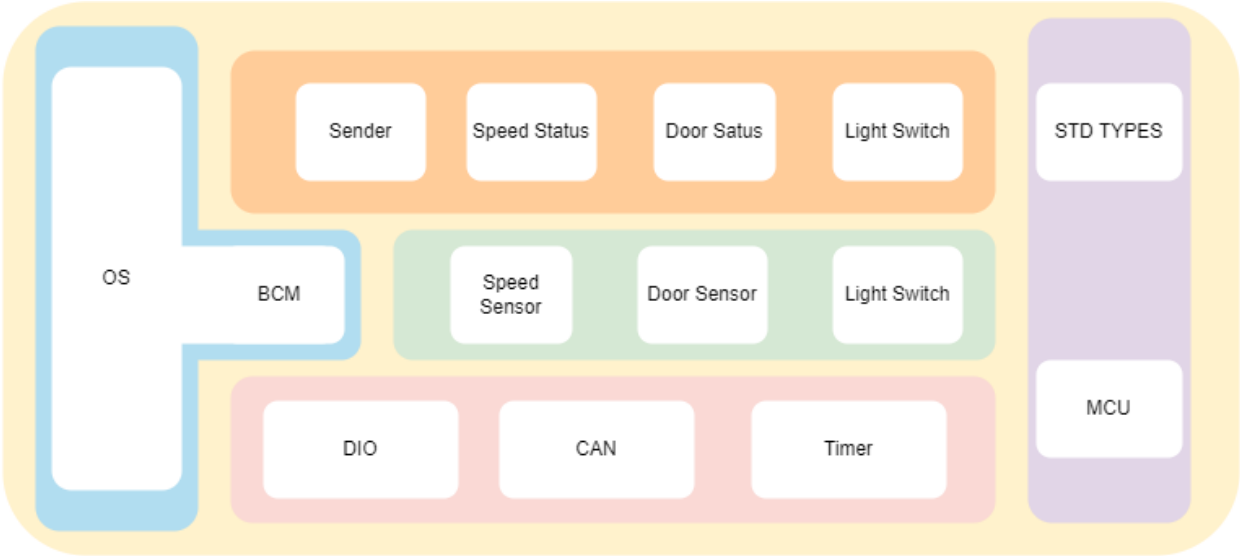 Sender
Speed Status
Door Satus
Light Switch
STD TYPES
OS
BCM
Speed
Sensor
Door Sensor
Light Switch
MCU
DIO
CAN
Timer